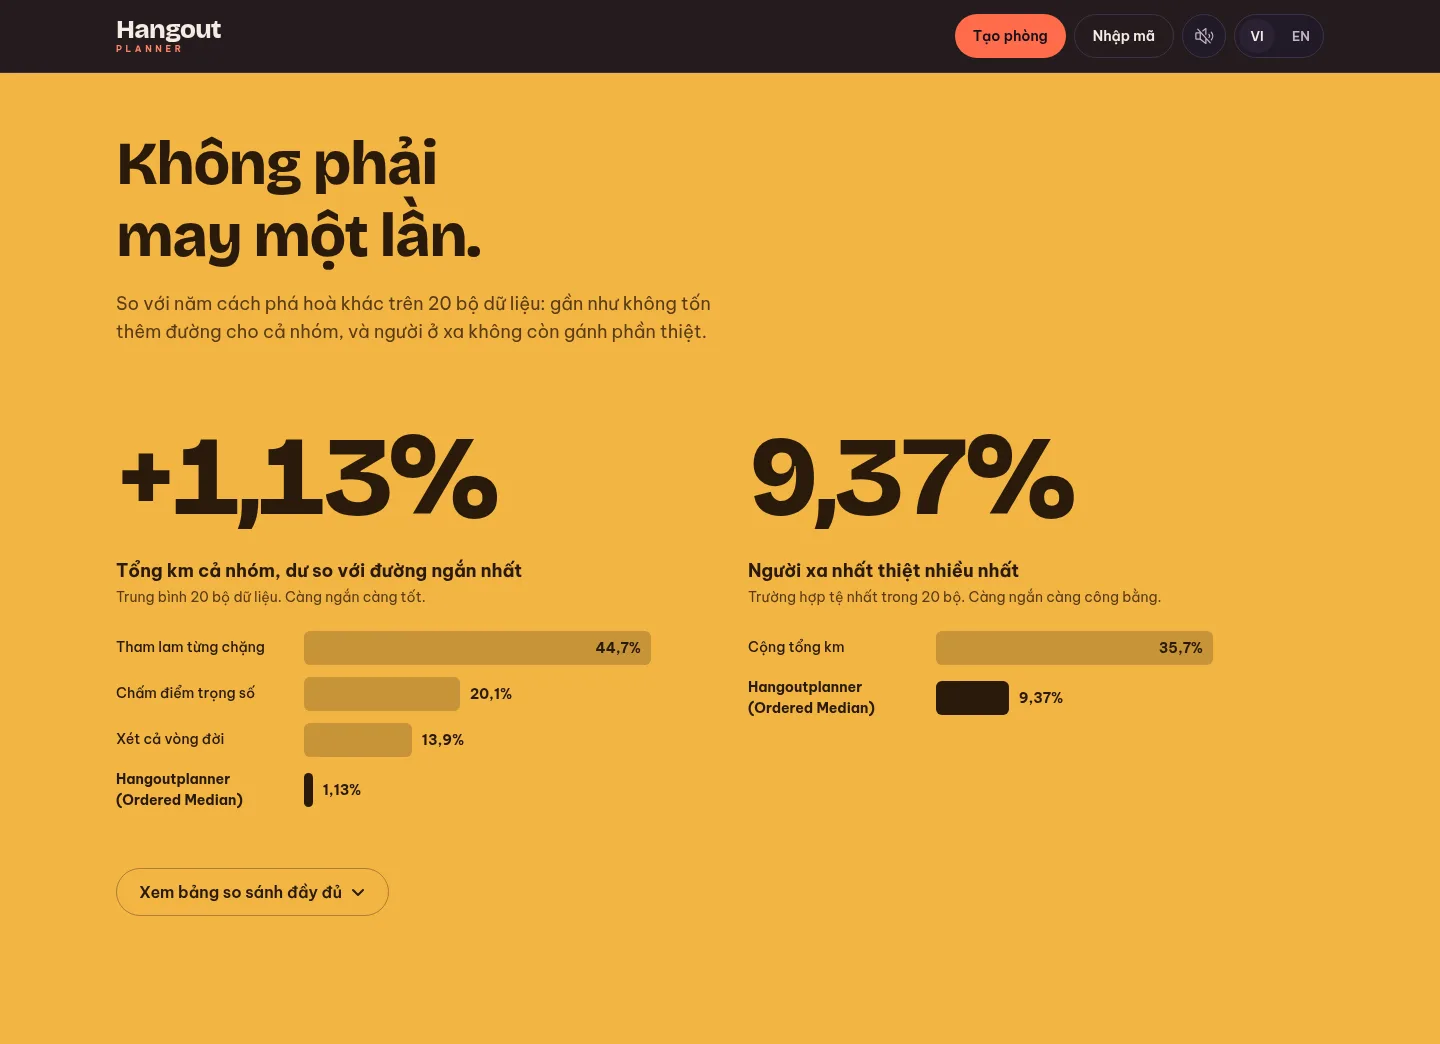 Hangout
PLANNER
Tạo phòng
Nhập mã
VI
EN
Không phải
may một lần.
So với năm cách phá hoà khác trên 20 bộ dữ liệu: gần như không tốn
thêm đường cho cả nhóm, và người ở xa không còn gánh phần thiệt.
+1,13%
Tổng km cả nhóm, dư so với đường ngắn nhất
Trung bình 20 bộ dữ liệu. Càng ngắn càng tốt.
Tham lam từng chặng
44,7%
Chấm điểm trọng số
20,1%
Xét cả vòng đời
13,9%
Hangoutplanner
(Ordered Median)
1,13%
9,37%
Người xa nhất thiệt nhiều nhất
Trường hợp tệ nhất trong 20 bộ. Càng ngắn càng công bằng.
Cộng tổng km
35,7%
Hangoutplanner
(Ordered Median)
9,37%
Xem bảng so sánh đầy đủ